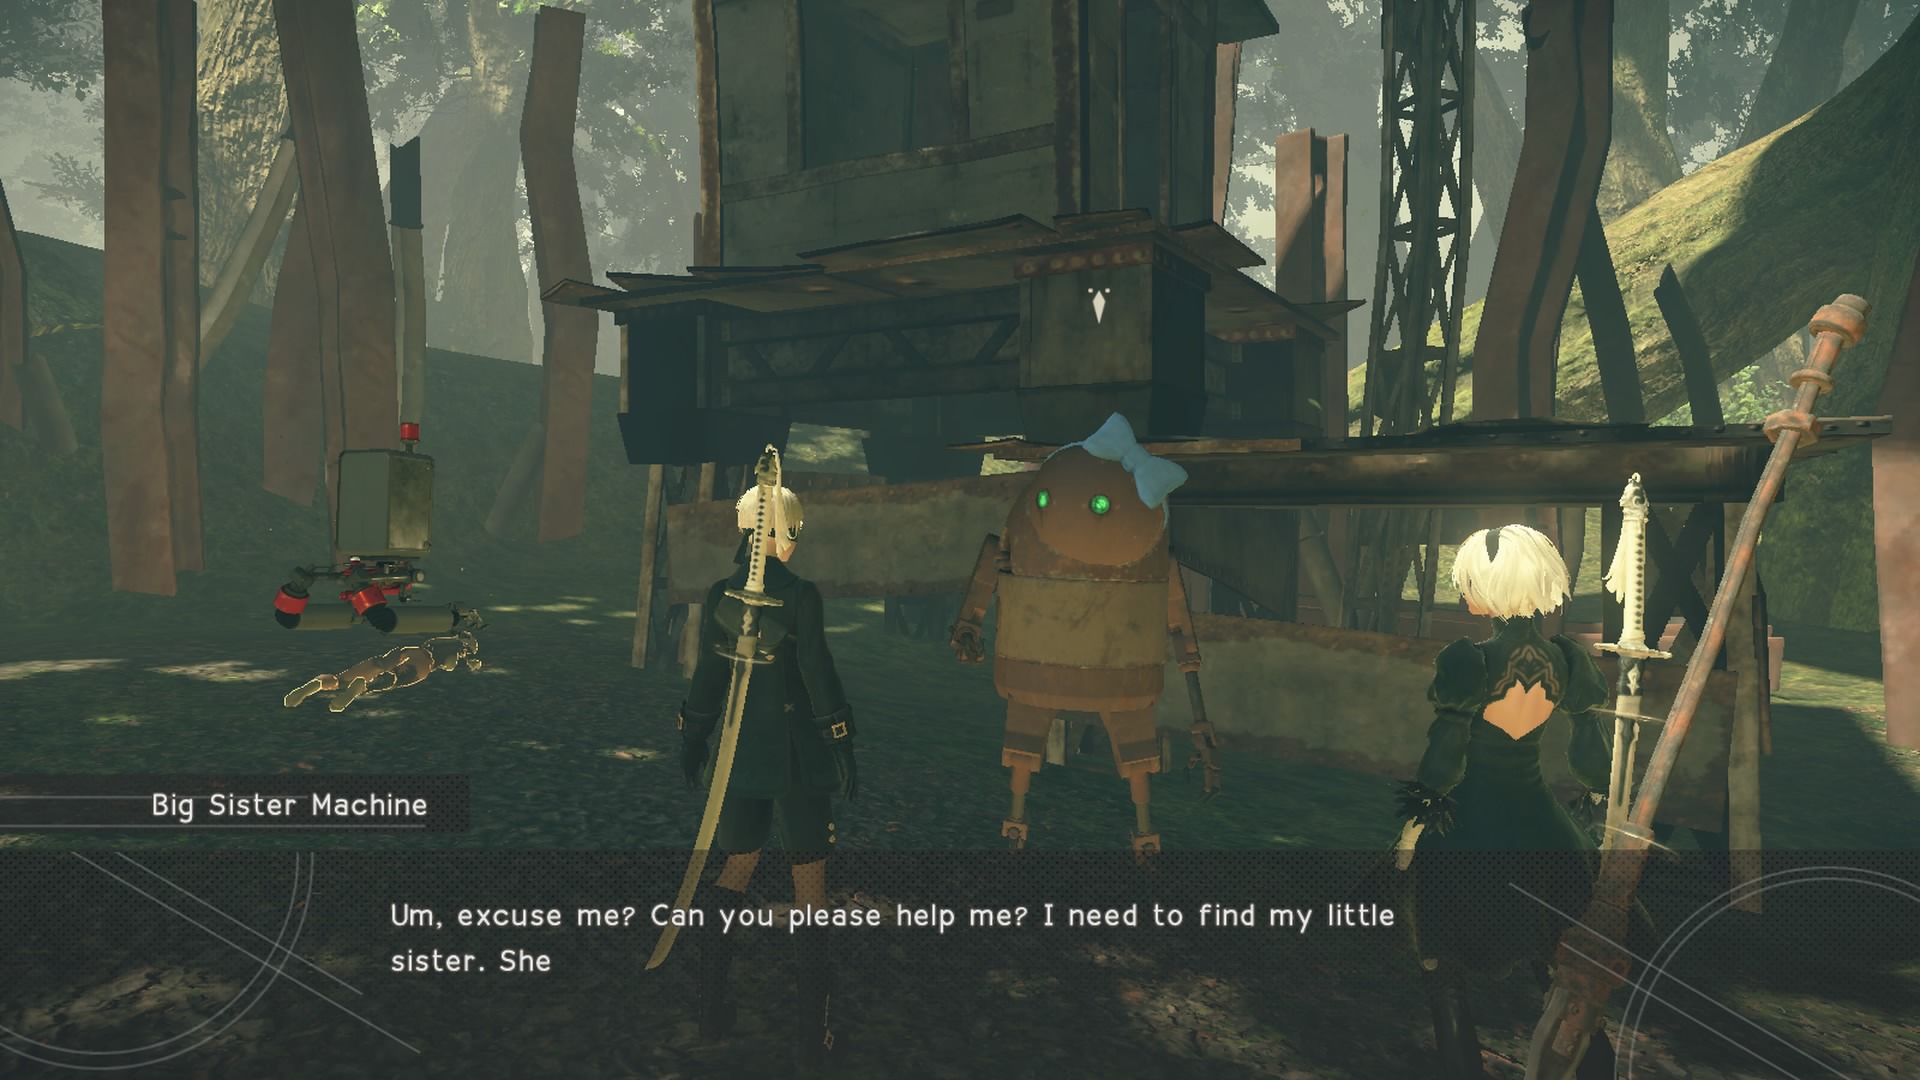 Big Sister Machine
Um, excuse me? Can you please help me? I need to find my little
sister. She